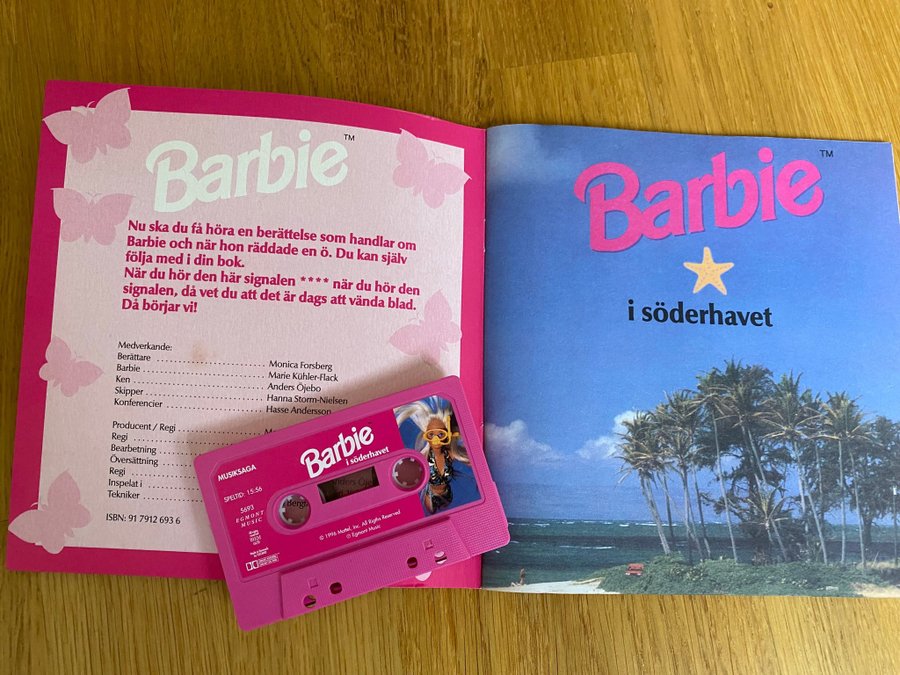 Barbie™
Nu ska du få höra en berättelse som handlar om
Barbie och när hon räddade en ö. Du kan själv
följa med i din bok.
När du hör den här signalen **** när du hör den
signalen, då vet du att det är dags att vända blad.
Då börjar vi!
Medverkande:
Berättare Monica Forsberg
Barbie Marie Kühler-Flack
Ken Anders Öjebo
Skipper Hanna Storm-Nielsen
Konferencier Hasse Andersson
Producent / Regi
Regi
Bearbetning
Översättning
Regi
Inspelat i
Tekniker
ISBN: 91 7912 693 6
MUSIKSAGA
Barbie
i söderhavet
SPELTID: 15:56
5693
EGMONT
MUSIC
© 1996 Mattel, Inc. All Rights Reserved
℗ Egmont Music
Barbie™
i söderhavet